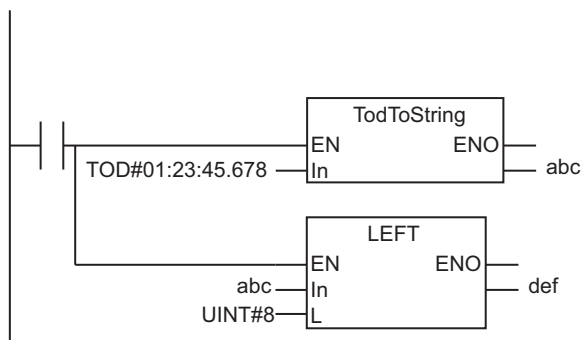 TodToString
EN ENO
TOD#01:23:45.678 In abc
LEFT
EN ENO
abc In def
UINT#8 L